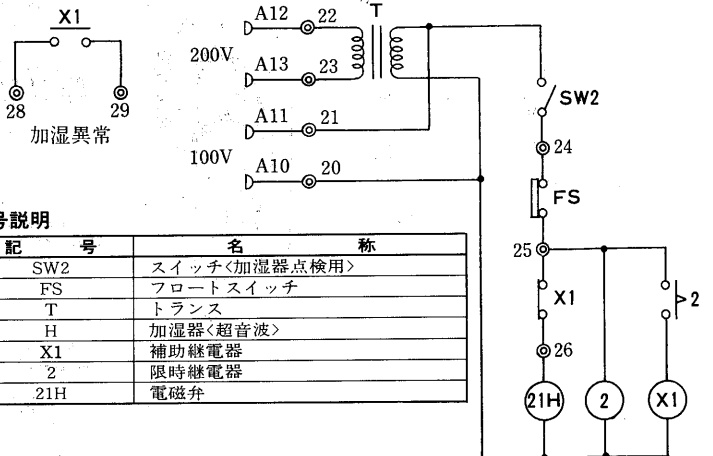 X1
28
29
加湿異常
200V
100V
A12
22
T
A13
23
A11
21
A10
20
SW2
24
FS
25
X1
2
26
21H
2
X1
号説明
記 号 名 称
SW2 スイッチ<加湿器点検用>
FS フロートスイッチ
T トランス
H 加湿器<超音波>
X1 補助継電器
2 限時継電器
21H 電磁弁